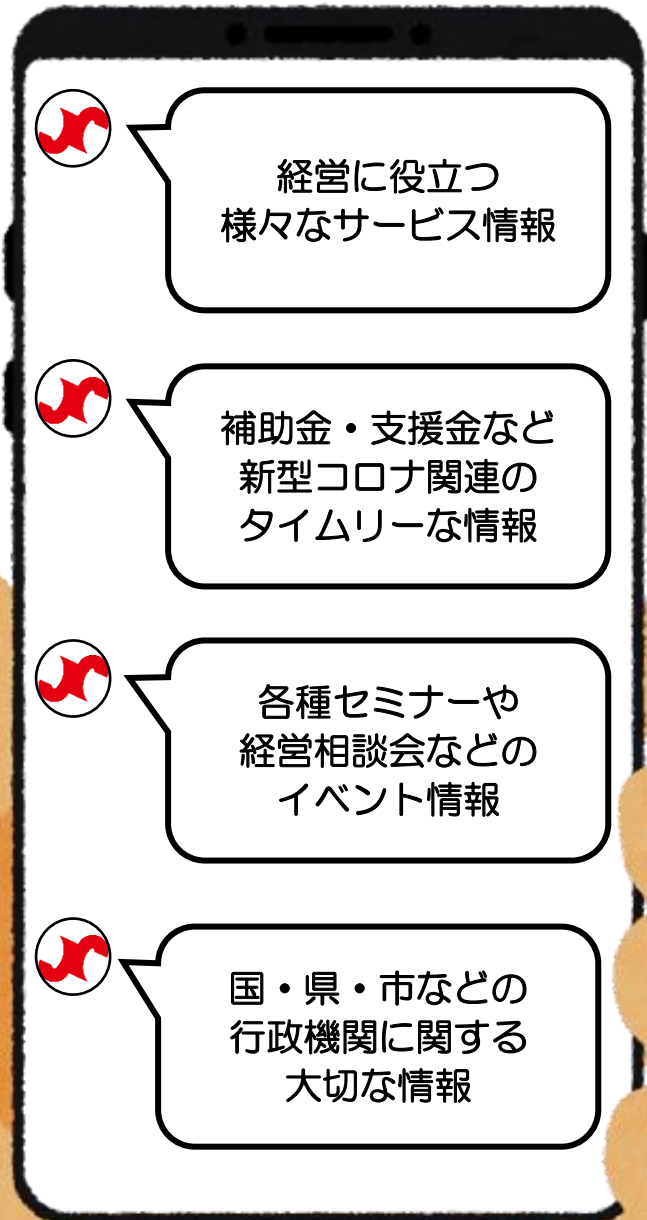 経営に役立つ
様々なサービス情報
補助金・支援金など
新型コロナ関連の
タイムリーな情報
各種セミナーや
経営相談会などの
イベント情報
国・県・市などの
行政機関に関する
大切な情報